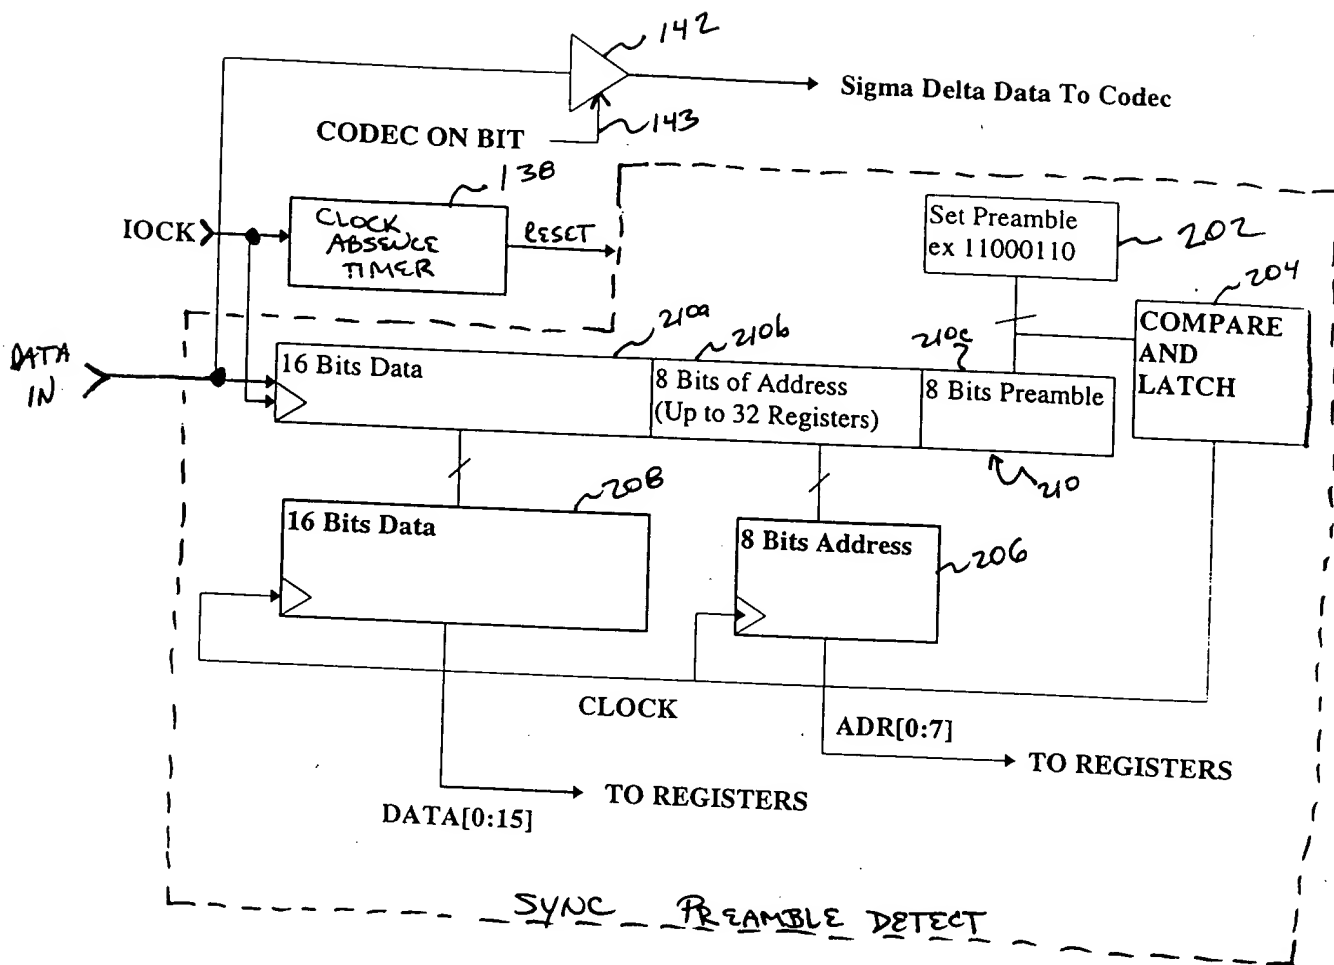 142
Sigma Delta Data To Codec
CODEC ON BIT
143
138
IOCK
CLOCK
ABSENCE
TIMER
RESET
Set Preamble
ex 11000110
202
204
COMPARE
AND
LATCH
DATA
IN
210a
210b
210c
16 Bits Data
8 Bits of Address
(Up to 32 Registers)
8 Bits Preamble
210
208
16 Bits Data
8 Bits Address
206
CLOCK
ADR[0:7]
TO REGISTERS
TO REGISTERS
DATA[0:15]
SYNC PREAMBLE DETECT